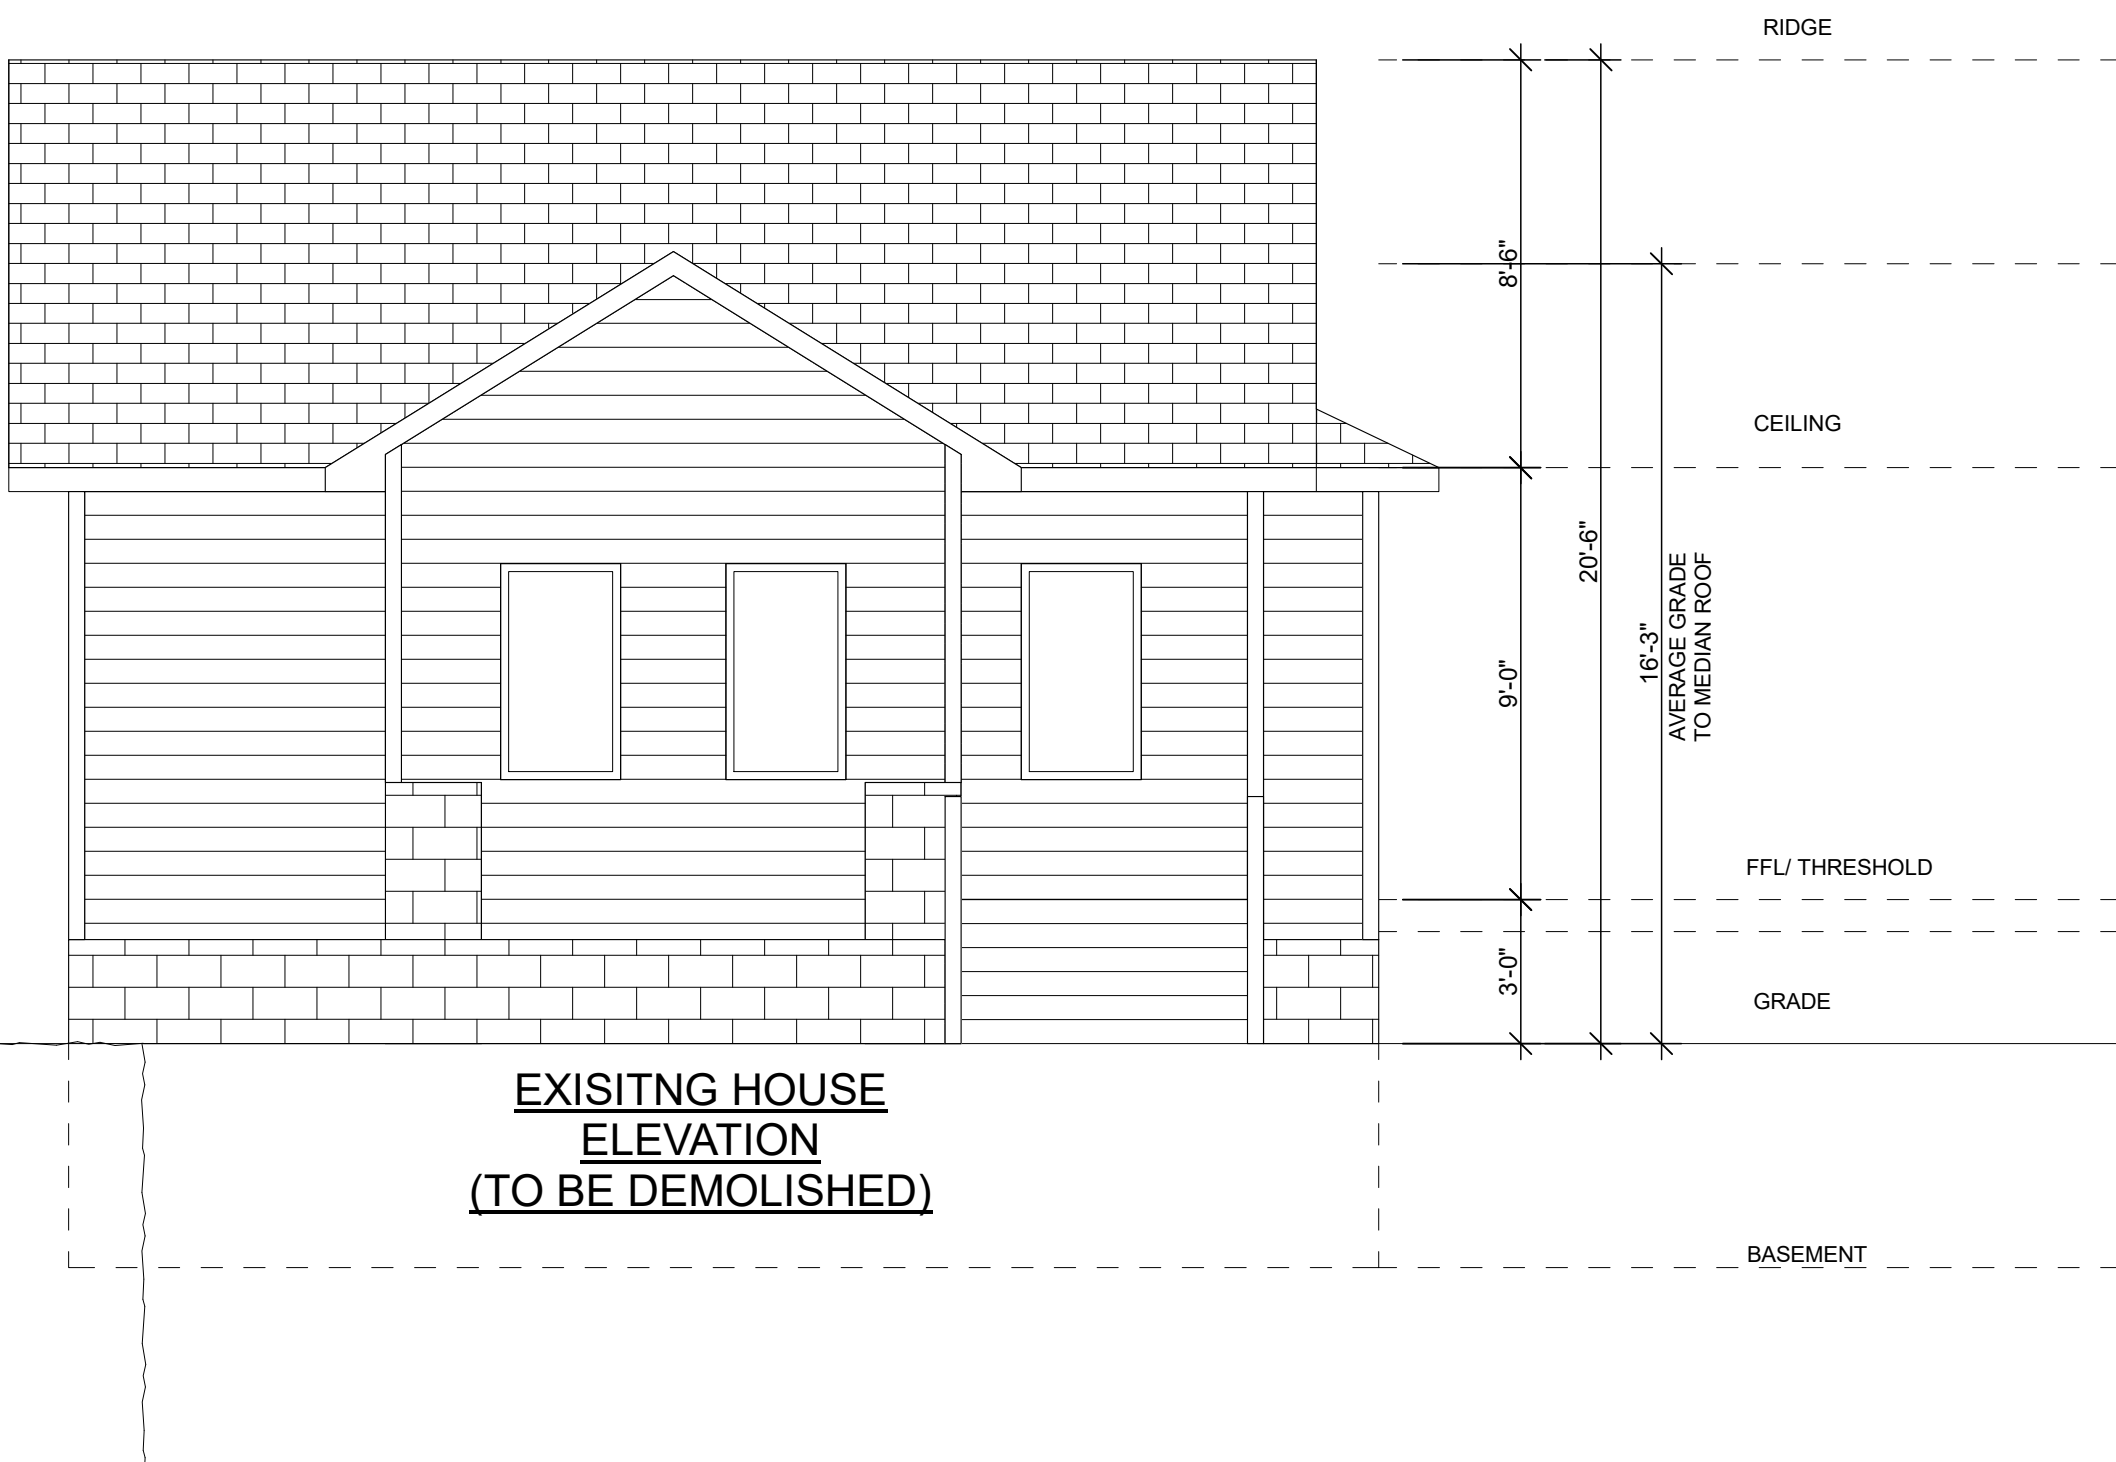 RIDGE
8'-6"
CEILING
20'-6"
16'-3"
AVERAGE GRADE
TO MEDIAN ROOF
9'-0"
FFL/ THRESHOLD
3'-0"
GRADE
EXISITNG HOUSE
ELEVATION
(TO BE DEMOLISHED)
BASEMENT